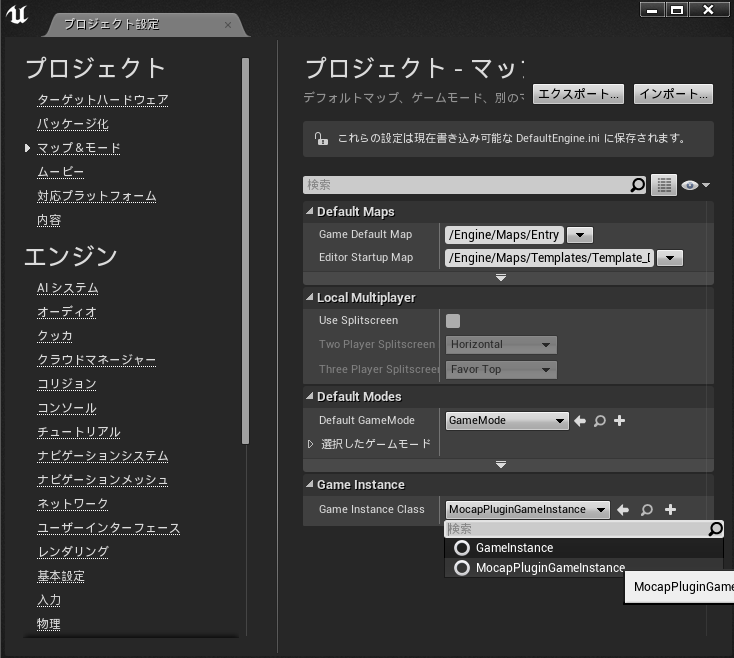 プロジェクト設定
プロジェクト
ターゲットハードウェア
パッケージ化
マップ＆モード
ムービー
対応プラットフォーム
内容
エンジン
AIシステム
オーディオ
クッカ
クラウドマネージャー
コリジョン
コンソール
チュートリアル
ナビゲーションシステム
ナビゲーションメッシュ
ネットワーク
ユーザーインターフェース
レンダリング
基本設定
入力
物理
プロジェクト - マップ
デフォルトマップ、ゲームモード、別のマ
エクスポート...
インポート...
これらの設定は現在書き込み可能な DefaultEngine.ini に保存されます。
検索
Default Maps
Game Default Map
/Engine/Maps/Entry
Editor Startup Map
/Engine/Maps/Templates/Template_D
Local Multiplayer
Use Splitscreen
Two Player Splitscreen
Horizontal
Three Player Splitscreen
Favor Top
Default Modes
Default GameMode
GameMode
選択したゲームモード
Game Instance
Game Instance Class
MocapPluginGameInstance
検索
GameInstance
MocapPluginGameInstance
MocapPluginGame